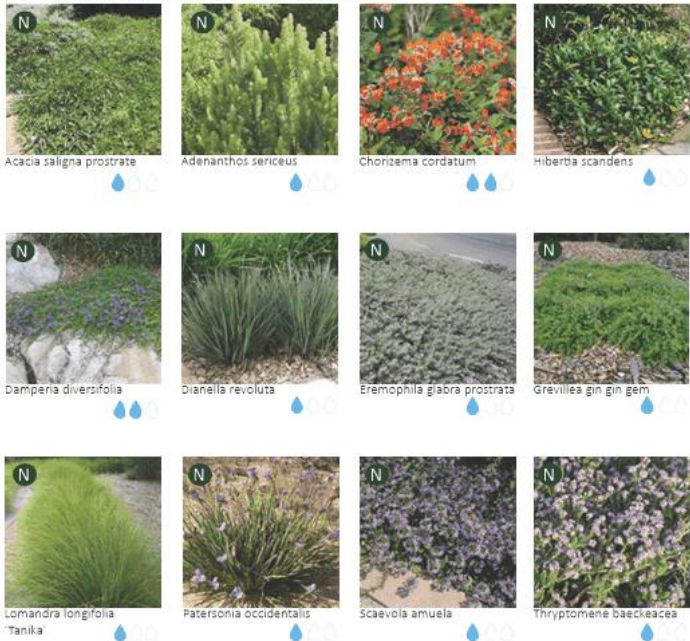 N
N
N
N
Acacia saligna prostrate
Adenanthos sericeus
Chorizema cordatum
Hibertia scandens
N
N
N
N
Damperia diversifolia
Dianella revoluta
Eremophila glabra prostrata
Grevillea gin gin gem
N
N
N
N
Lomandra longifolia
'Tanika'
Patersonia occidentalis
Scaevola amuela
Thryptomene baeckeacea